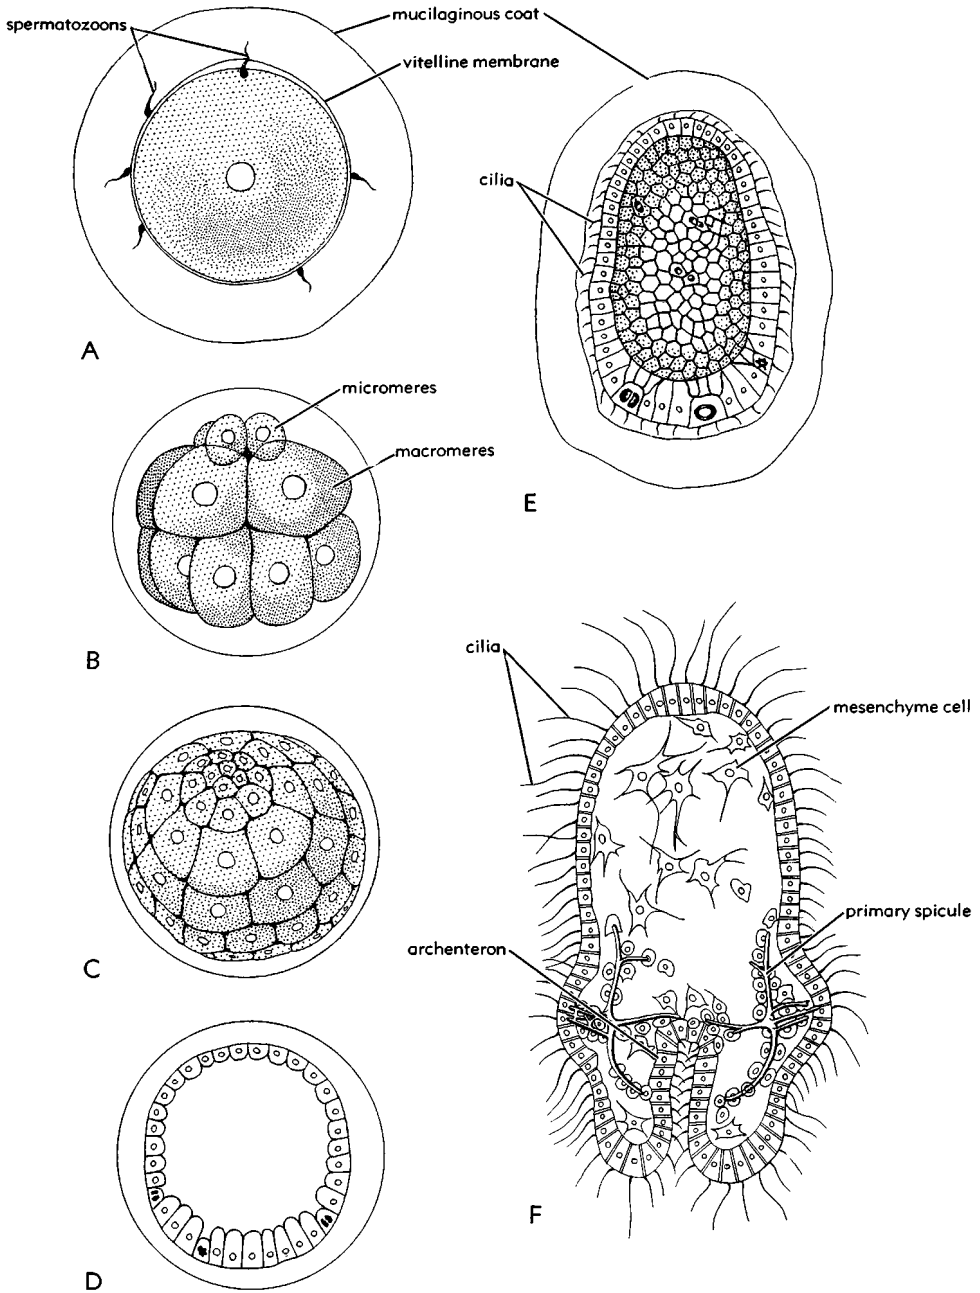 spermatozoons
mucilaginous coat
vitelline membrane
A
cilia
E
micromeres
macromeres
B
cilia
mesenchyme cell
C
primary spicule
archenteron
D
F